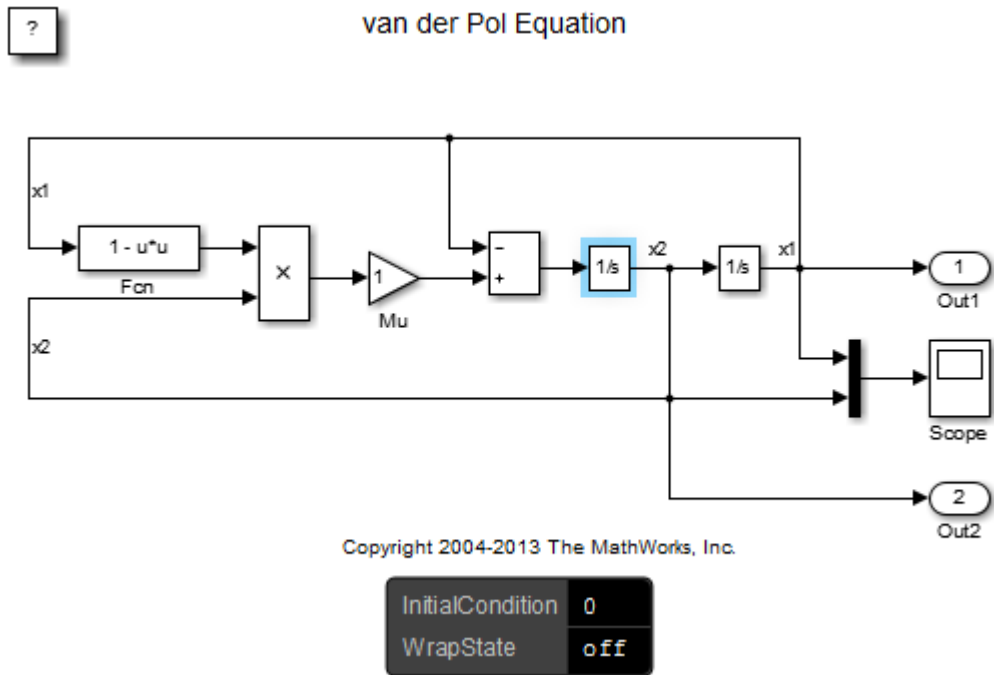 ?
van der Pol Equation
x1
1 - u*u
Fcn
×
1
Mu
−
+
1/s
x2
1/s
x1
1
Out1
x2
Scope
2
Out2
Copyright 2004-2013 The MathWorks, Inc.
InitialCondition 0
WrapState off